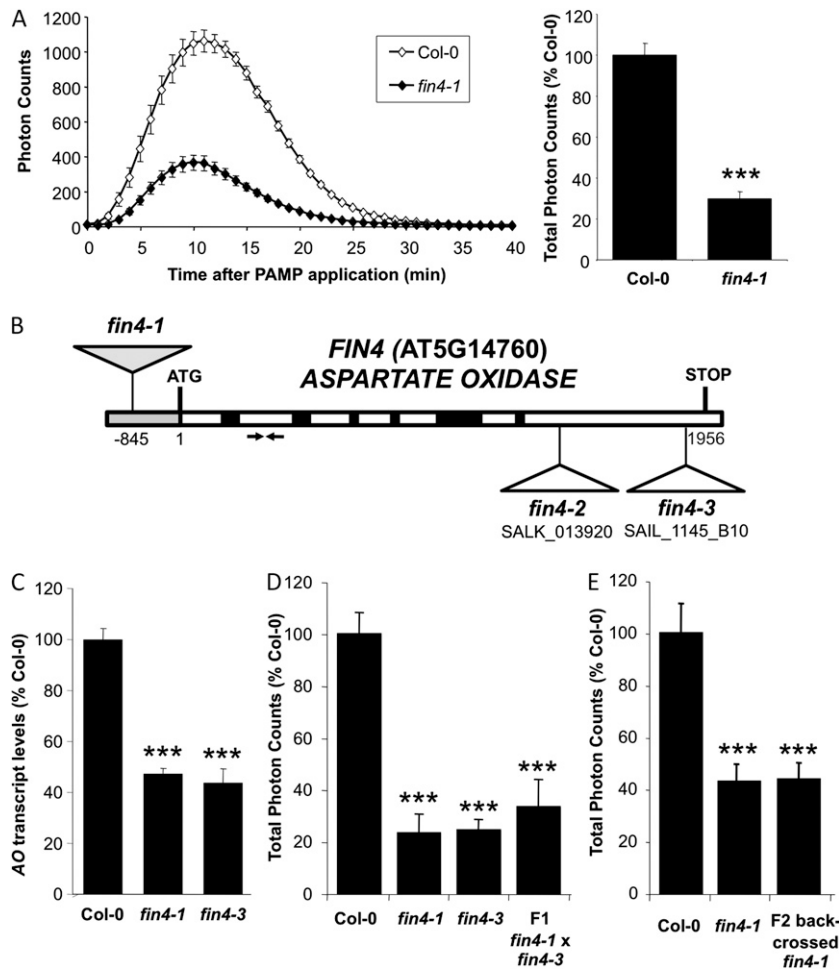 A
1200
1000
800
600
400
200
0
Photon Counts
Col-0
fin4-1
0 5 10 15 20 25 30 35 40
Time after PAMP application (min)
120
100
80
60
40
20
0
Total Photon Counts (% Col-0)
***
Col-0 fin4-1
B
fin4-1
FIN4 (AT5G14760)
ASPARTATE OXIDASE
ATG
STOP
-845 1 1956
fin4-2
SALK_013920
fin4-3
SAIL_1145_B10
C
120
100
80
60
40
20
0
AO transcript levels (% Col-0)
*** ***
Col-0 fin4-1 fin4-3
D
120
100
80
60
40
20
0
Total Photon Counts (% Col-0)
*** *** ***
Col-0 fin4-1 fin4-3 F1
fin4-1 x
fin4-3
E
120
100
80
60
40
20
0
Total Photon Counts (% Col-0)
*** ***
Col-0 fin4-1 F2 back-
crossed
fin4-1